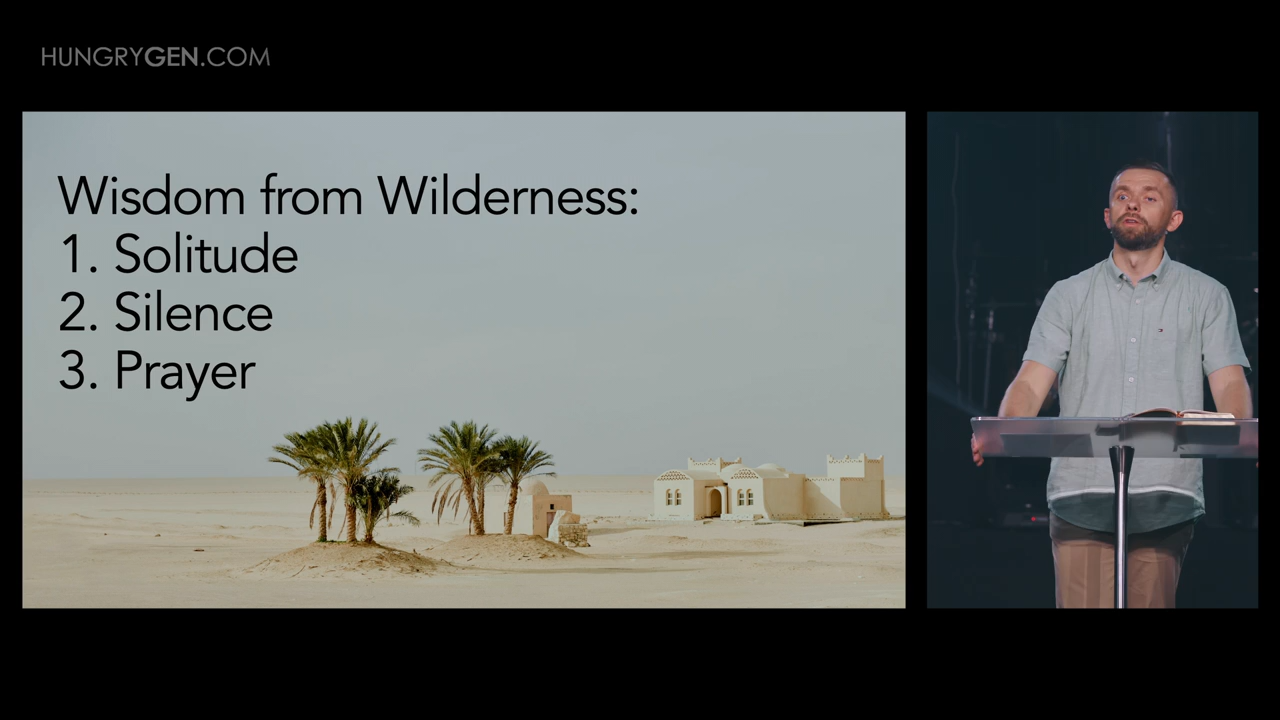 HUNGRYGEN.COM
Wisdom from Wilderness:
1. Solitude
2. Silence
3. Prayer